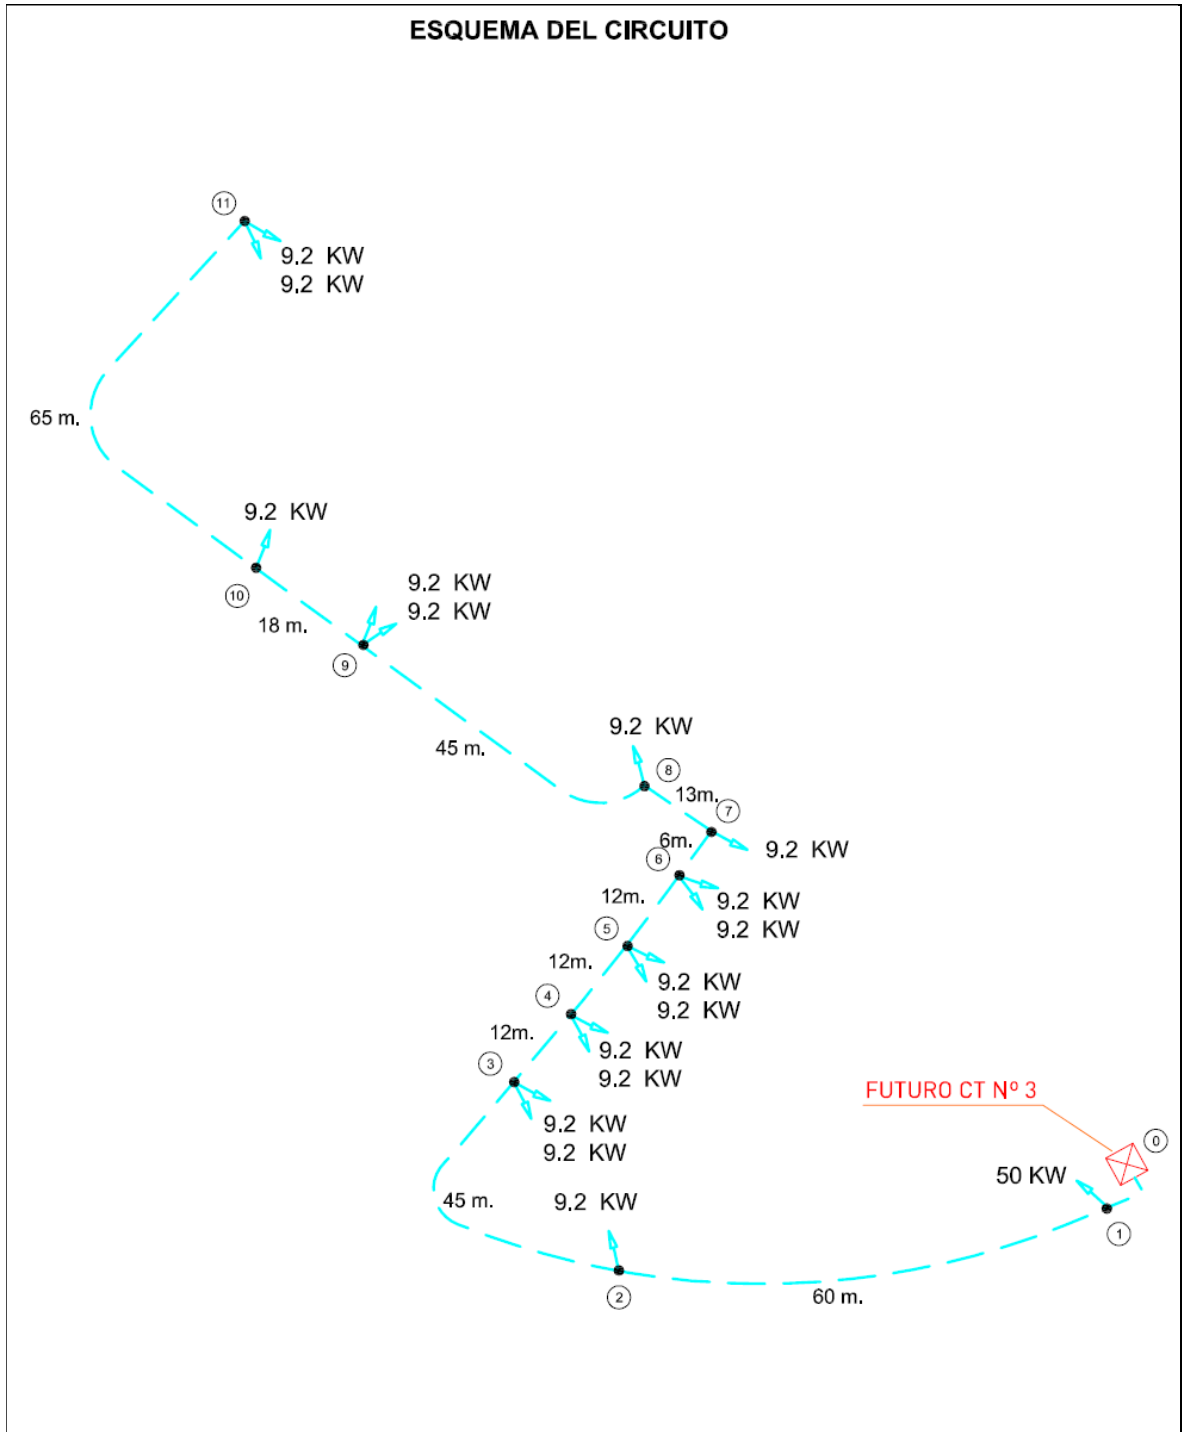 ESQUEMA DEL CIRCUITO
11
9.2 KW
9.2 KW
65 m.
9.2 KW
10
18 m.
9.2 KW
9.2 KW
9
45 m.
9.2 KW
8
13m.
7
6m.
9.2 KW
6
12m.
9.2 KW
9.2 KW
5
12m.
9.2 KW
9.2 KW
4
12m.
9.2 KW
9.2 KW
3
9.2 KW
9.2 KW
FUTURO CT Nº 3
0
50 KW
45 m.
9.2 KW
1
2
60 m.